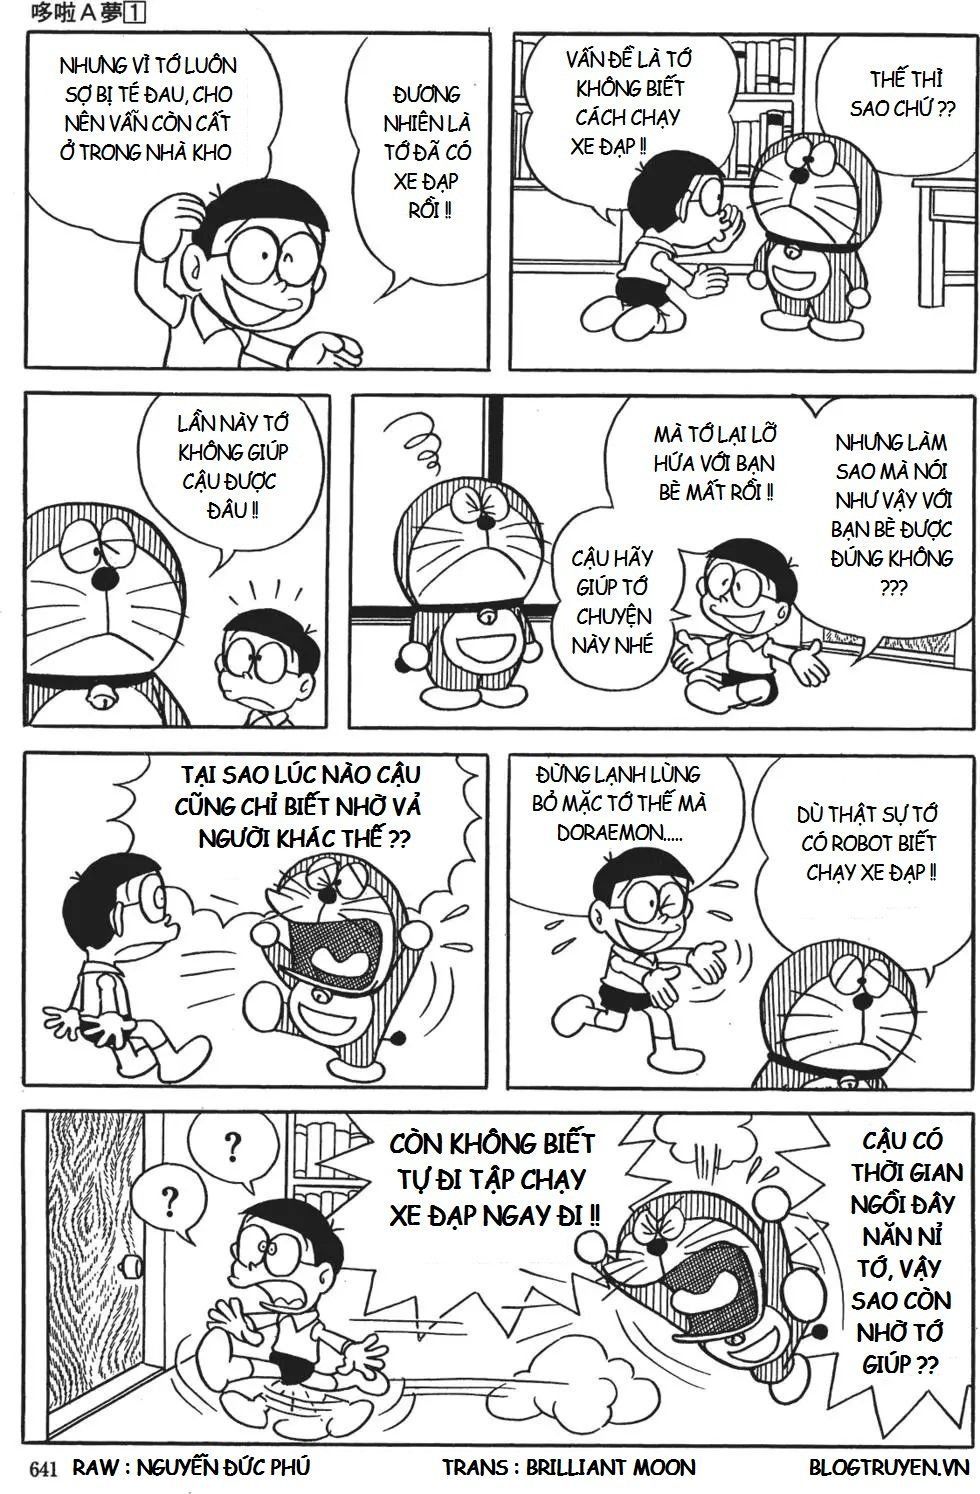 哆啦A夢1
THẾ THÌ
SAO CHỨ ??
VẤN ĐỀ LÀ TỚ
KHÔNG BIẾT
CÁCH CHẠY
XE ĐẠP !!
ĐƯƠNG
NHIÊN LÀ
TỚ ĐÃ CÓ
XE ĐẠP
RỒI !!
NHƯNG VÌ TỚ LUÔN
SỢ BỊ TÉ ĐAU, CHO
NÊN VẪN CÒN CẤT
Ở TRONG NHÀ KHO
NHƯNG LÀM
SAO MÀ NÓI
NHƯ VẬY VỚI
BẠN BÈ ĐƯỢC
ĐÚNG KHÔNG
???
MÀ TỚ LẠI LỠ
HỨA VỚI BẠN
BÈ MẤT RỒI !!
CẬU HÃY
GIÚP TỚ
CHUYỆN
NÀY NHÉ
LẦN NÀY TỚ
KHÔNG GIÚP
CẬU ĐƯỢC
ĐÂU !!
DÙ THẬT SỰ TỚ
CÓ ROBOT BIẾT
CHẠY XE ĐẠP !!
ĐỪNG LẠNH LÙNG
BỎ MẶC TỚ THẾ MÀ
DORAEMON.....
TẠI SAO LÚC NÀO CẬU
CŨNG CHỈ BIẾT NHỜ VẢ
NGƯỜI KHÁC THẾ ??
CẬU CÓ
THỜI GIAN
NGỒI ĐÂY
NĂN NỈ
TỚ, VẬY
SAO CÒN
NHỜ TỚ
GIÚP ??
CÒN KHÔNG BIẾT
TỰ ĐI TẬP CHẠY
XE ĐẠP NGAY ĐI !!
?
?
641 RAW : NGUYỄN ĐỨC PHÚ TRANS : BRILLIANT MOON BLOGTRUYEN.VN